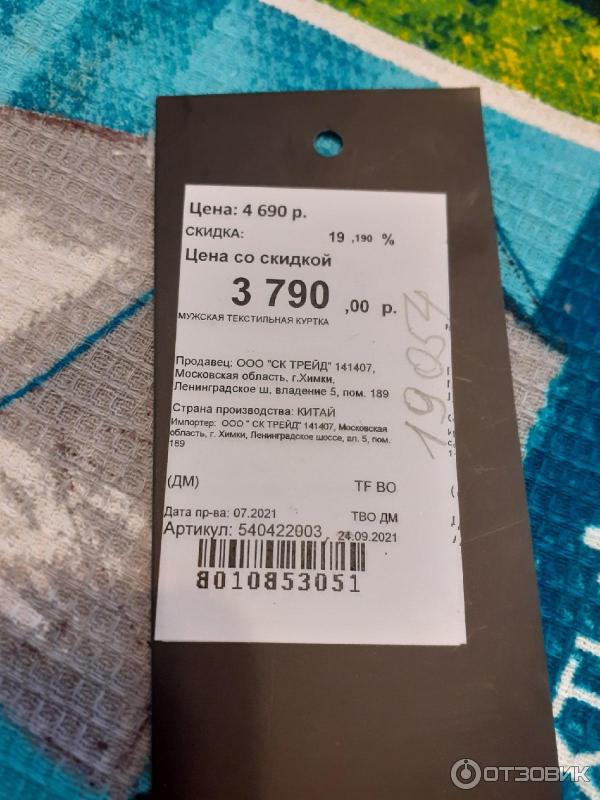 Цена: 4 690 р.
СКИДКА: 19 ,190 %
Цена со скидкой
3 790 ,00 р.
МУЖСКАЯ ТЕКСТИЛЬНАЯ КУРТКА
Продавец: ООО "СК ТРЕЙД" 141407,
Московская область, г.Химки,
Ленинградское ш, владение 5, пом. 189
Страна производства: КИТАЙ
Импортер: ООО " СК ТРЕЙД" 141407, Московская
область, г. Химки, Ленинградское шоссе, вл. 5, пом.
189
(ДМ) TF BO
Дата пр-ва: 07.2021 ТВО ДМ
Артикул: 540422003, 24.09.2021
8010853051
19054
ОТЗОВИК